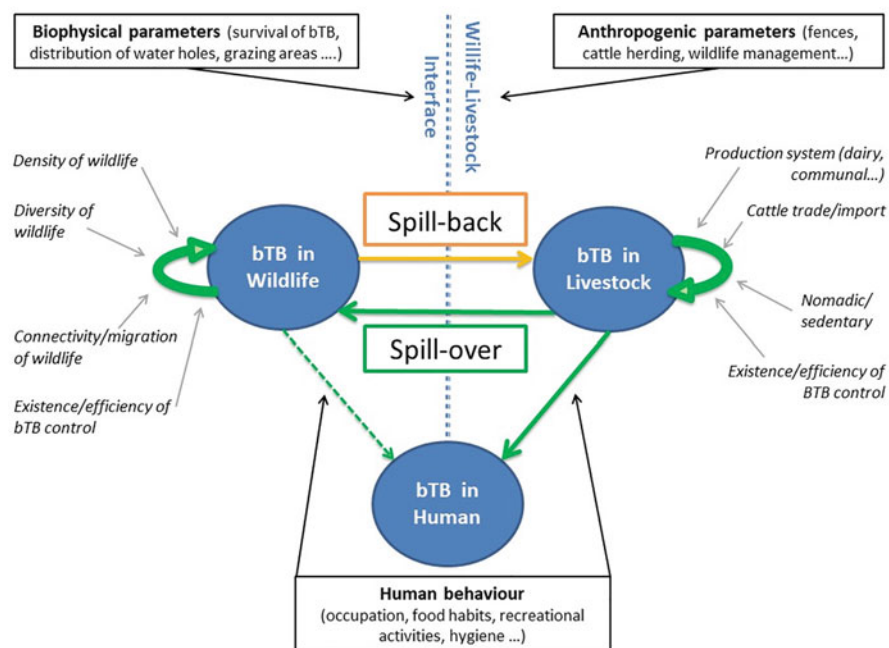 Biophysical parameters (survival of bTB,
distribution of water holes, grazing areas ….)
Willife-Livestock
Interface
Anthropogenic parameters (fences,
cattle herding, wildlife management…)
Density of wildlife
Diversity of
wildlife
Connectivity/migration
of wildlife
Existence/efficiency of
bTB control
bTB in
Wildlife
Spill-back
Spill-over
bTB in
Livestock
Production system (dairy,
communal…)
Cattle trade/import
Nomadic/
sedentary
Existence/efficiency of
BTB control
bTB in
Human
Human behaviour
(occupation, food habits, recreational
activities, hygiene …)